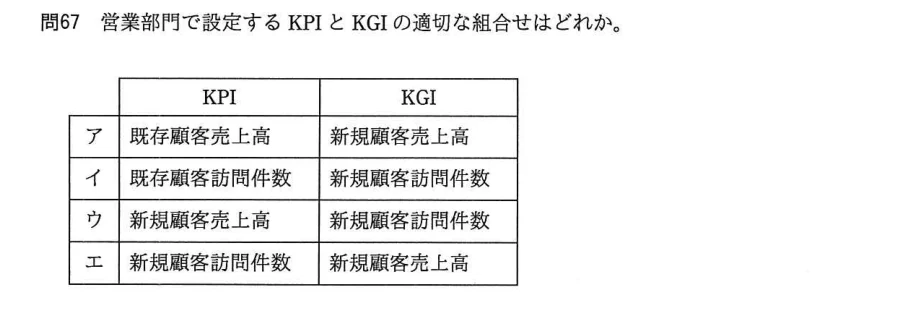 問67 営業部門で設定する KPI と KGI の適切な組合せはどれか。
KPI KGI
ア 既存顧客売上高 新規顧客売上高
イ 既存顧客訪問件数 新規顧客訪問件数
ウ 新規顧客売上高 新規顧客訪問件数
エ 新規顧客訪問件数 新規顧客売上高